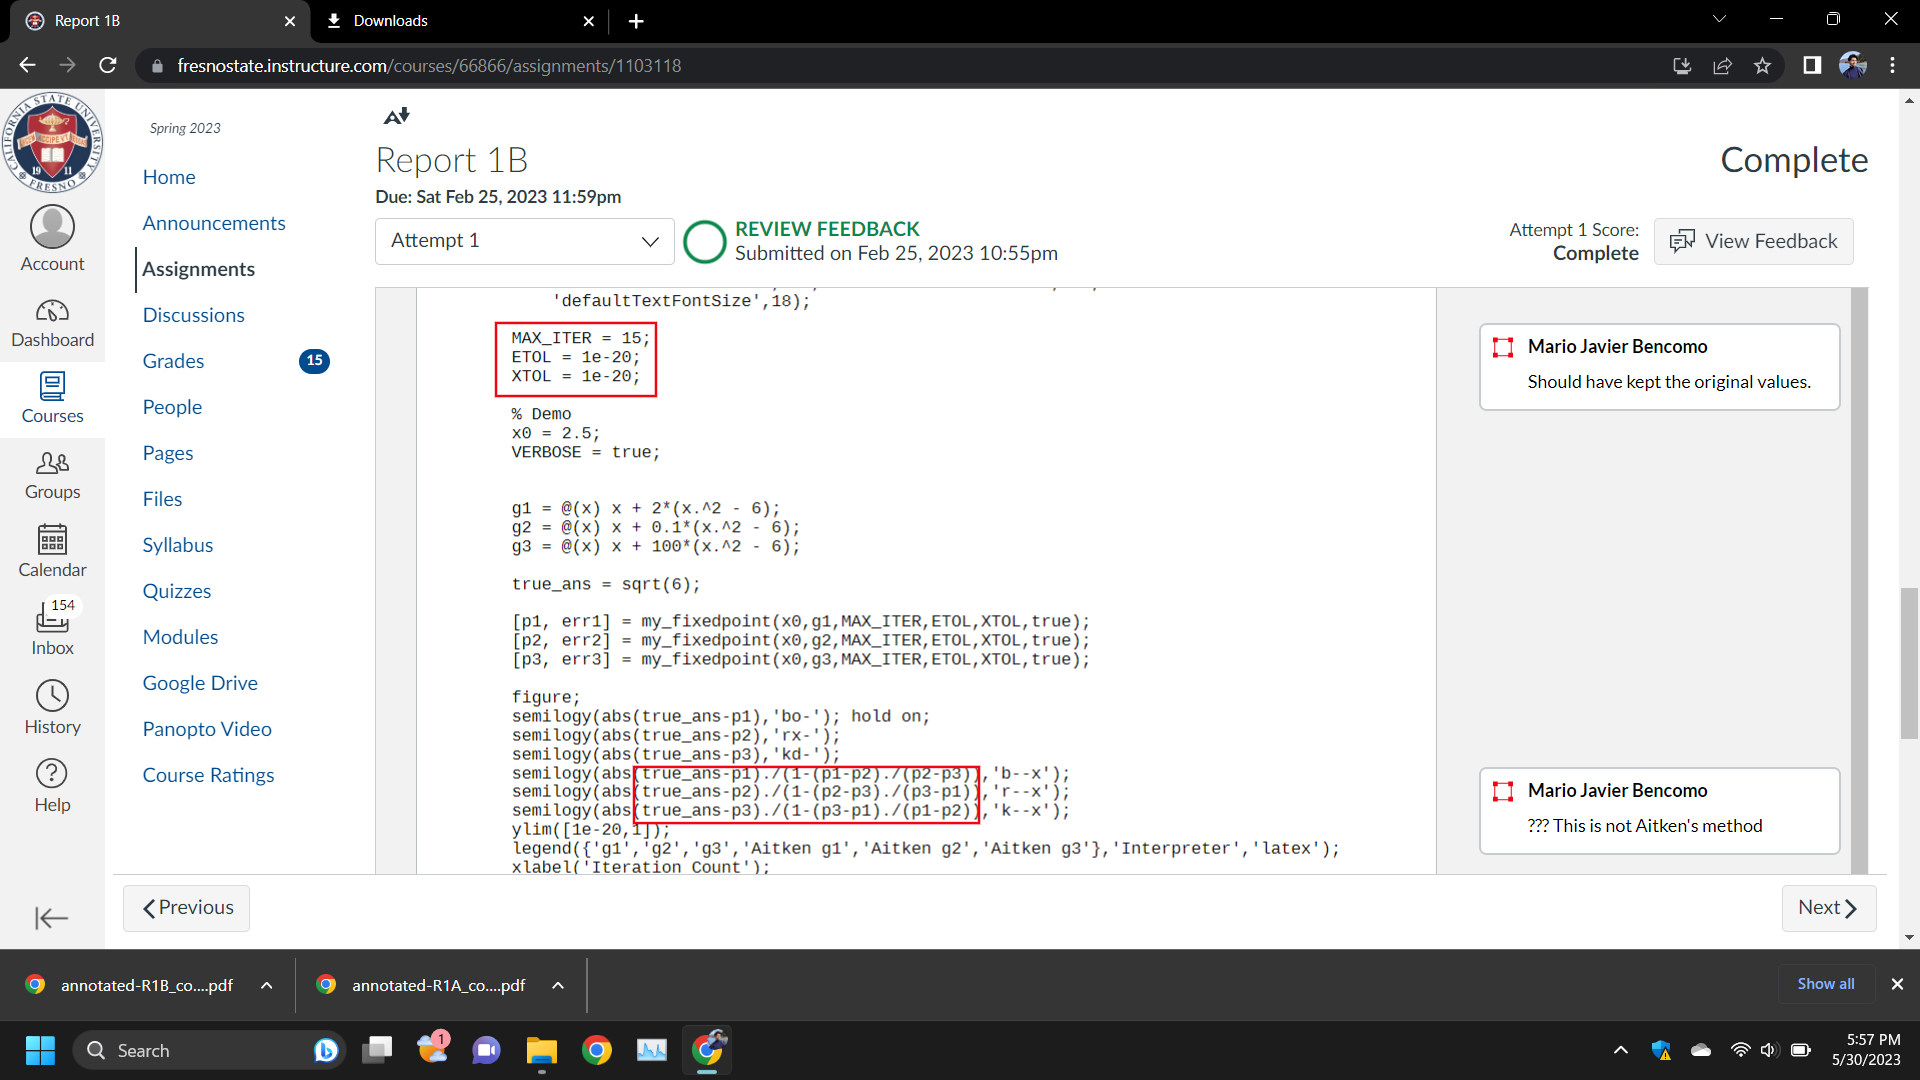 Report 1B
Downloads
fresnostate.instructure.com/courses/66866/assignments/1103118
CALIFORNIA STATE UNIVERSITY
19 11
FRESNO
Account
Dashboard
Courses
Groups
Calendar
154
Inbox
History
Help
Spring 2023
Home
Announcements
Assignments
Discussions
Grades
15
People
Pages
Files
Syllabus
Quizzes
Modules
Google Drive
Panopto Video
Course Ratings
Report 1B
Complete
Due: Sat Feb 25, 2023 11:59pm
Attempt 1
REVIEW FEEDBACK
Submitted on Feb 25, 2023 10:55pm
Attempt 1 Score:
Complete
View Feedback
'defaultTextFontSize',18);
MAX_ITER = 15;
ETOL = 1e-20;
XTOL = 1e-20;
% Demo
x0 = 2.5;
VERBOSE = true;
g1 = @(x) x + 2*(x.^2 - 6);
g2 = @(x) x + 0.1*(x.^2 - 6);
g3 = @(x) x + 100*(x.^2 - 6);
true_ans = sqrt(6);
[p1, err1] = my_fixedpoint(x0,g1,MAX_ITER,ETOL,XTOL,true);
[p2, err2] = my_fixedpoint(x0,g2,MAX_ITER,ETOL,XTOL,true);
[p3, err3] = my_fixedpoint(x0,g3,MAX_ITER,ETOL,XTOL,true);
figure;
semilogy(abs(true_ans-p1),'bo-'); hold on;
semilogy(abs(true_ans-p2),'rx-');
semilogy(abs(true_ans-p3),'kd-');
semilogy(abs(true_ans-p1)./(1-(p1-p2)./(p2-p3)),'b--x');
semilogy(abs(true_ans-p2)./(1-(p2-p3)./(p3-p1)),'r--x');
semilogy(abs(true_ans-p3)./(1-(p3-p1)./(p1-p2)),'k--x');
ylim([1e-20,1]);
legend({'g1','g2','g3','Aitken g1','Aitken g2','Aitken g3'},'Interpreter','latex');
xlabel('Iteration Count');
Mario Javier Bencomo
Should have kept the original values.
Mario Javier Bencomo
??? This is not Aitken's method
Previous
Next
annotated-R1B_co....pdf
annotated-R1A_co....pdf
Show all
Search
1
5:57 PM
5/30/2023